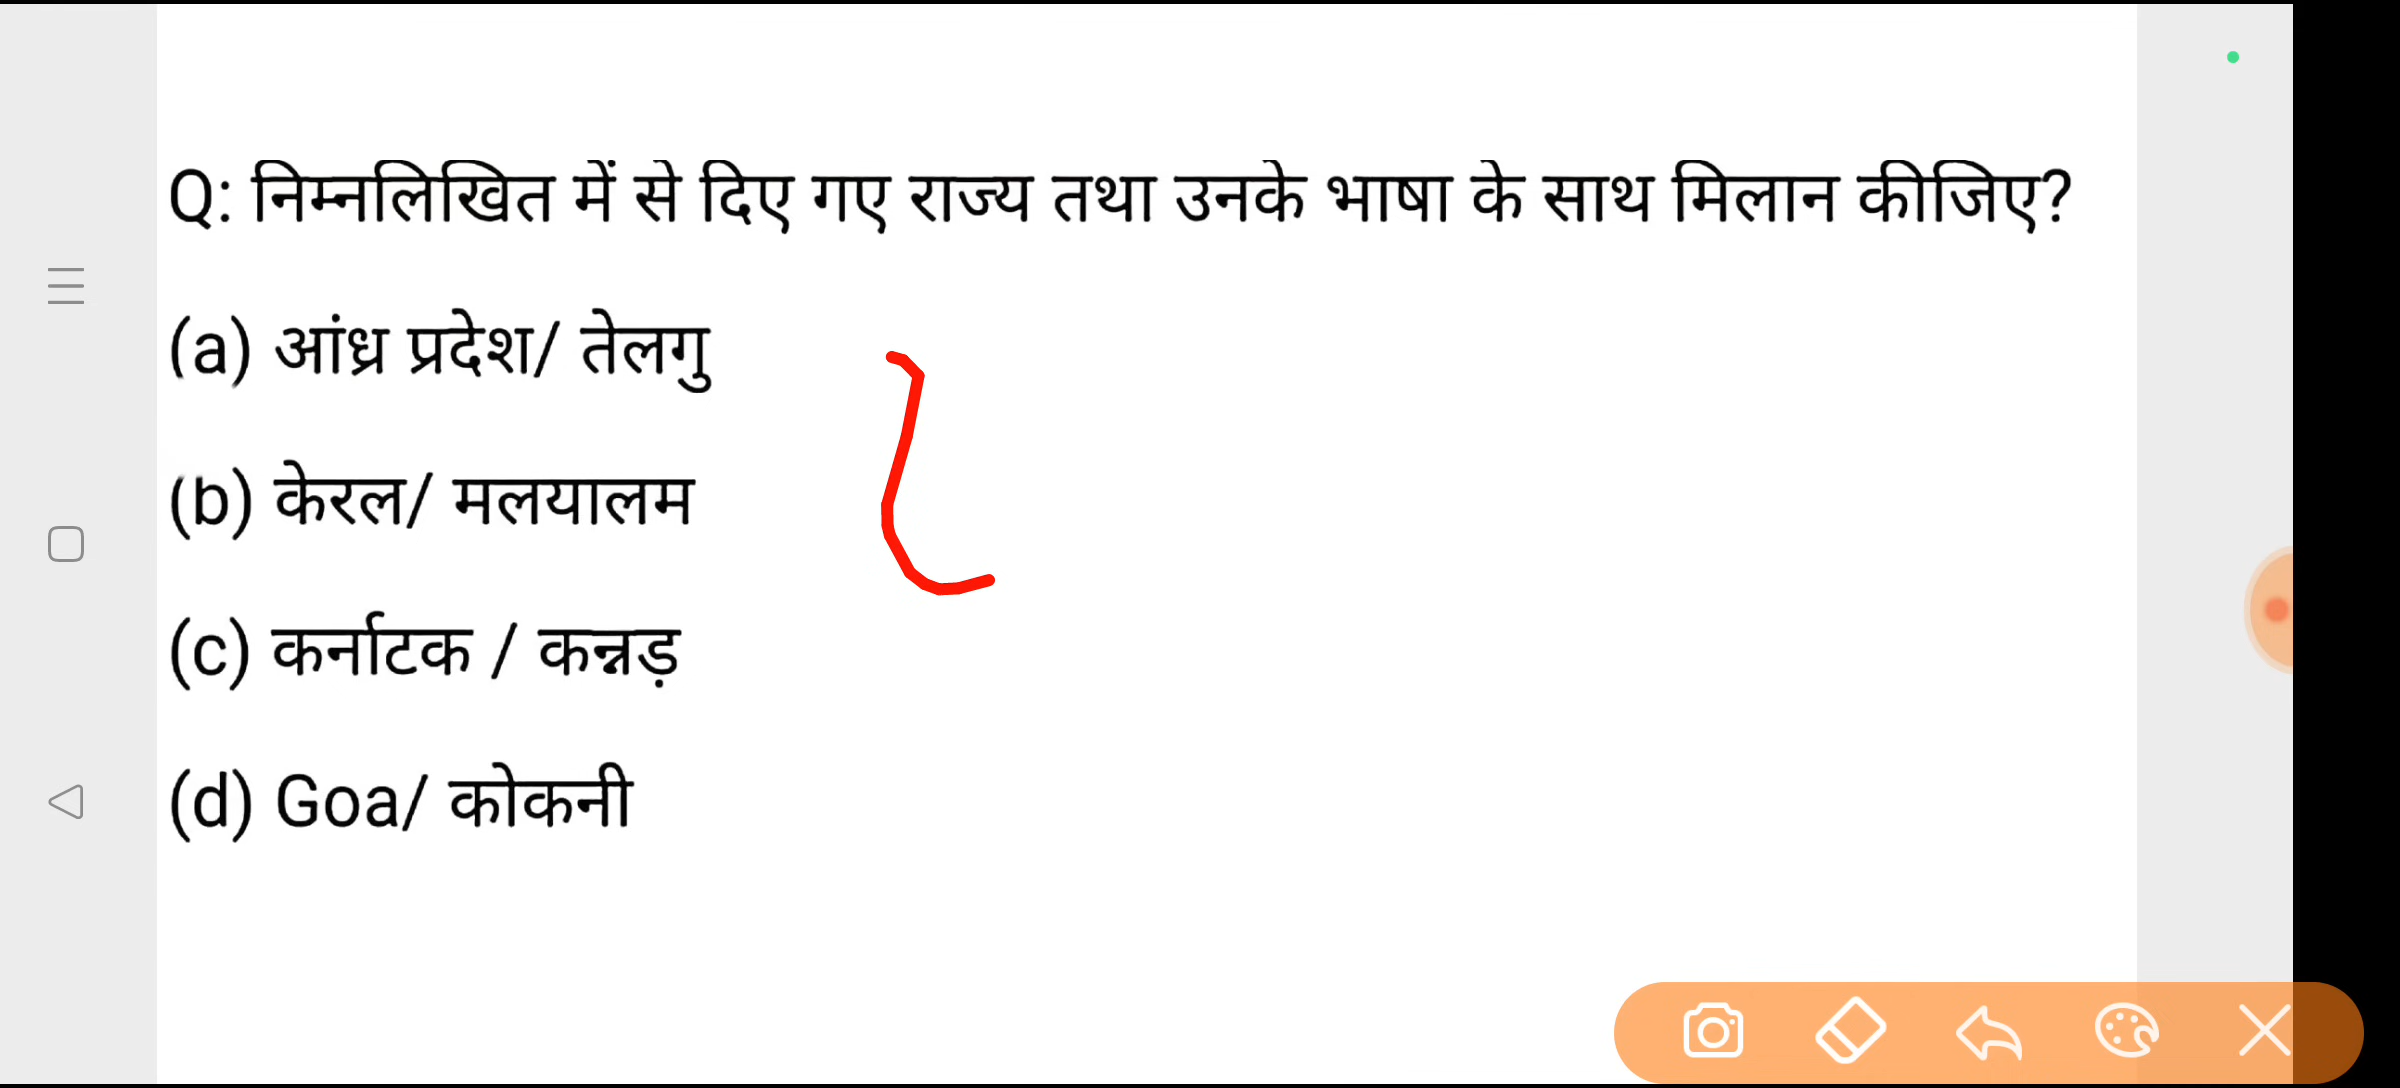 Q: निम्नलिखित में से दिए गए राज्य तथा उनके भाषा के साथ मिलान कीजिए?
(a) आंध्र प्रदेश/ तेलगु
(b) केरल/ मलयालम
(c) कर्नाटक / कन्नड़
(d) Goa/ कोकनी